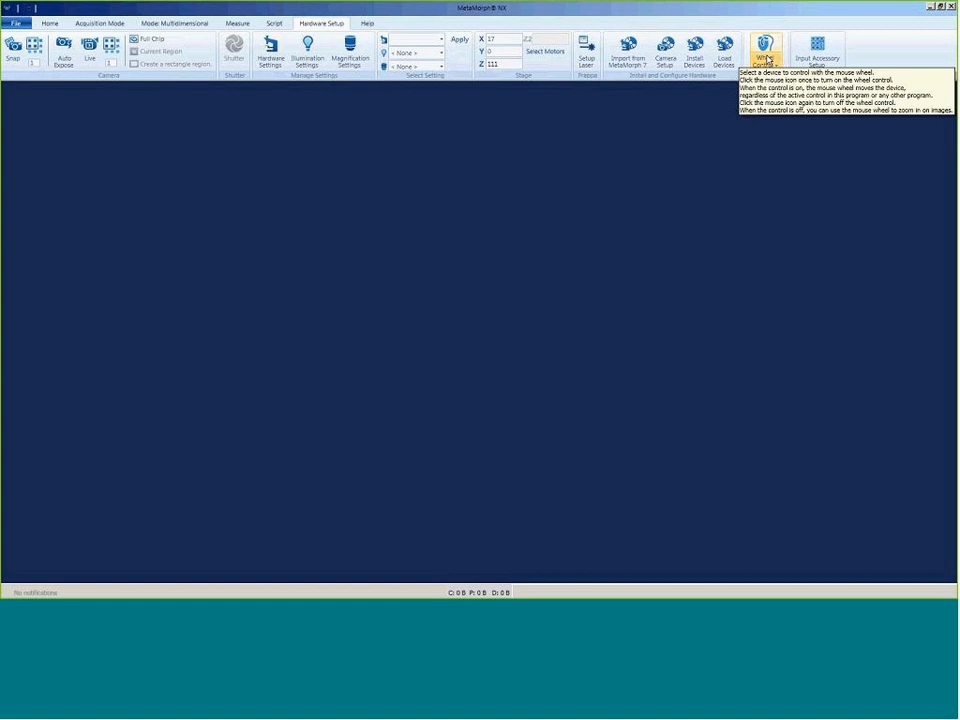 MetaMorph® NX
File Home Acquisition Mode Mode: Multidimensional Measure Script Hardware Setup Help
Snap
1
Auto Expose
Live
1
Full Chip
Current Region
Create a rectangle region.
Camera
Shutter
Shutter
Hardware Settings
Illumination Settings
Magnification Settings
Manage Settings
Apply
< None >
< None >
Select Setting
X 17
Y 0
Z 111
Z2
Select Motors
Stage
Setup Laser
Frappa
Import from MetaMorph 7
Camera Setup
Install Devices
Load Devices
Install and Configure Hardware
Input Accessory Setup
Select a device to control with the mouse wheel.
Click the mouse icon once to turn on the wheel control.
When the control is on, the mouse wheel moves the device,
regardless of the active control in this program or any other program.
Click the mouse icon again to turn off the wheel control.
When the control is off, you can use the mouse wheel to zoom in on images.
No notifications
C: 0 B P: 0 B D: 0 B